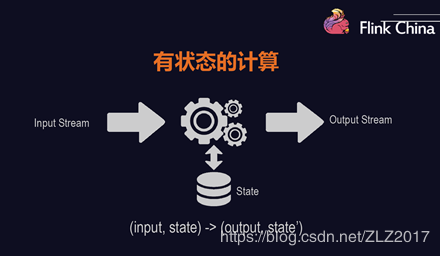 Flink China
有状态的计算
Input Stream
Output Stream
State
(input, state) -> (output, state’)
https://blog.csdn.net/ZLZ2017